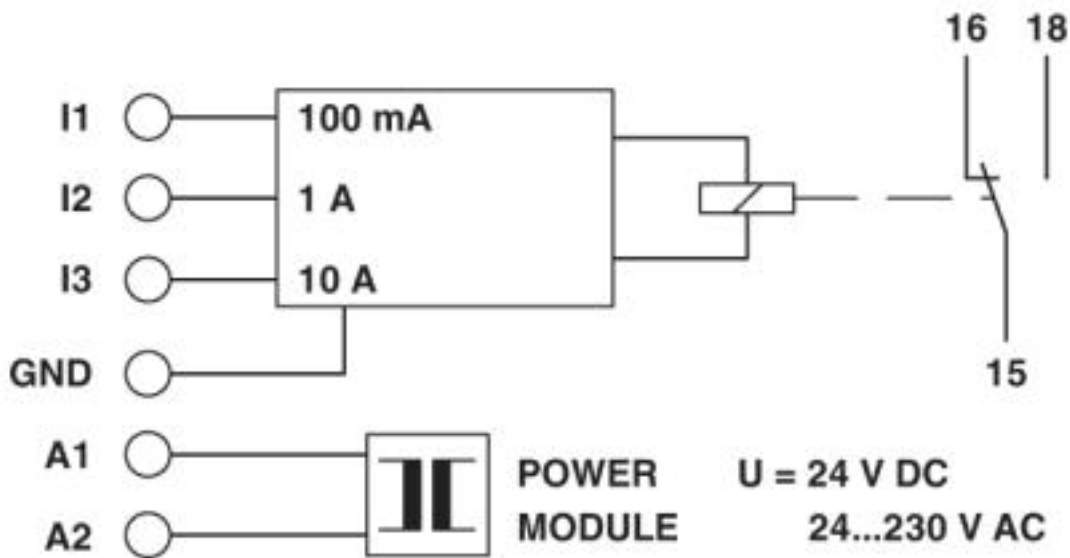 16 18
I1 100 mA
I2 1 A
I3 10 A
GND
15
A1
POWER U = 24 V DC
A2 MODULE 24...230 V AC